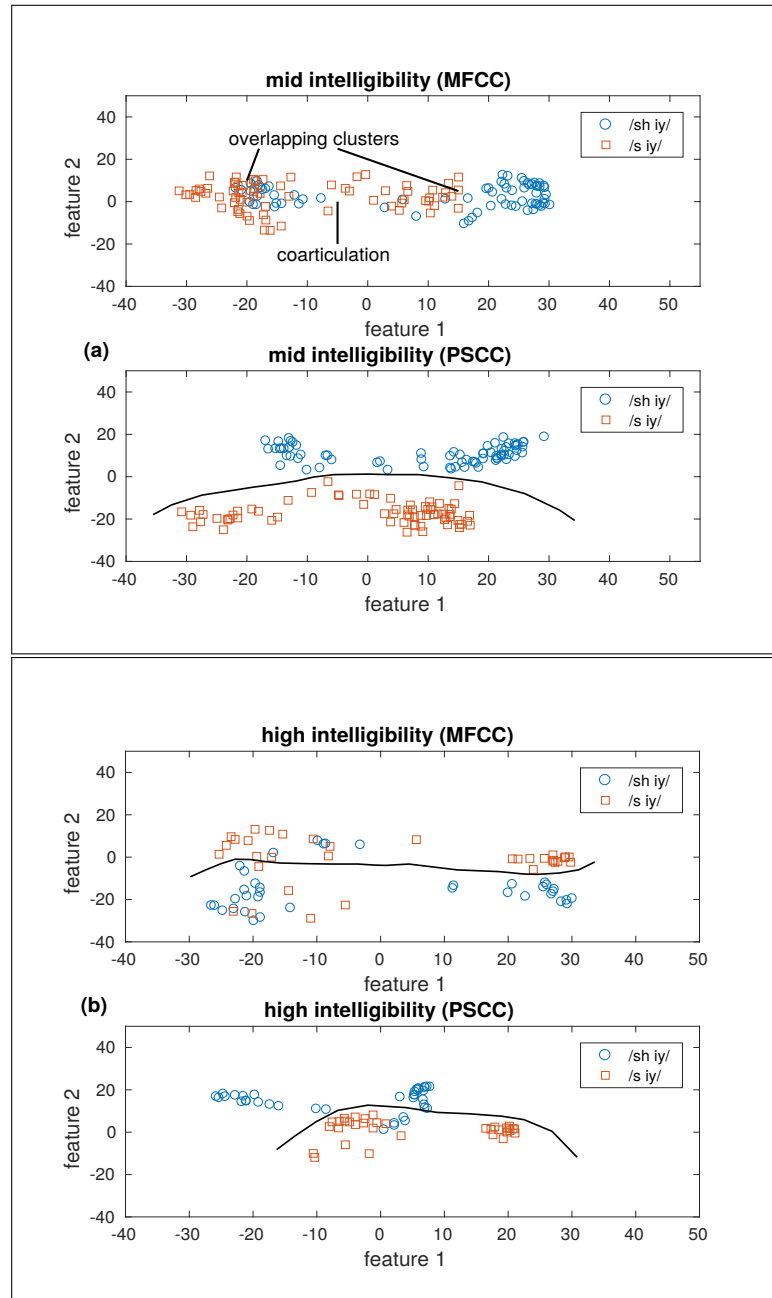 mid intelligibility (MFCC)
40
20
0
-20
-40
feature 2
overlapping clusters
coarticulation
/sh iy/
/s iy/
-40 -30 -20 -10 0 10 20 30 40 50
feature 1
(a)
mid intelligibility (PSCC)
40
20
0
-20
-40
feature 2
/sh iy/
/s iy/
-40 -30 -20 -10 0 10 20 30 40 50
feature 1
high intelligibility (MFCC)
40
20
0
-20
-40
feature 2
/sh iy/
/s iy/
-40 -30 -20 -10 0 10 20 30 40 50
feature 1
(b)
high intelligibility (PSCC)
40
20
0
-20
-40
feature 2
/sh iy/
/s iy/
-40 -30 -20 -10 0 10 20 30 40 50
feature 1